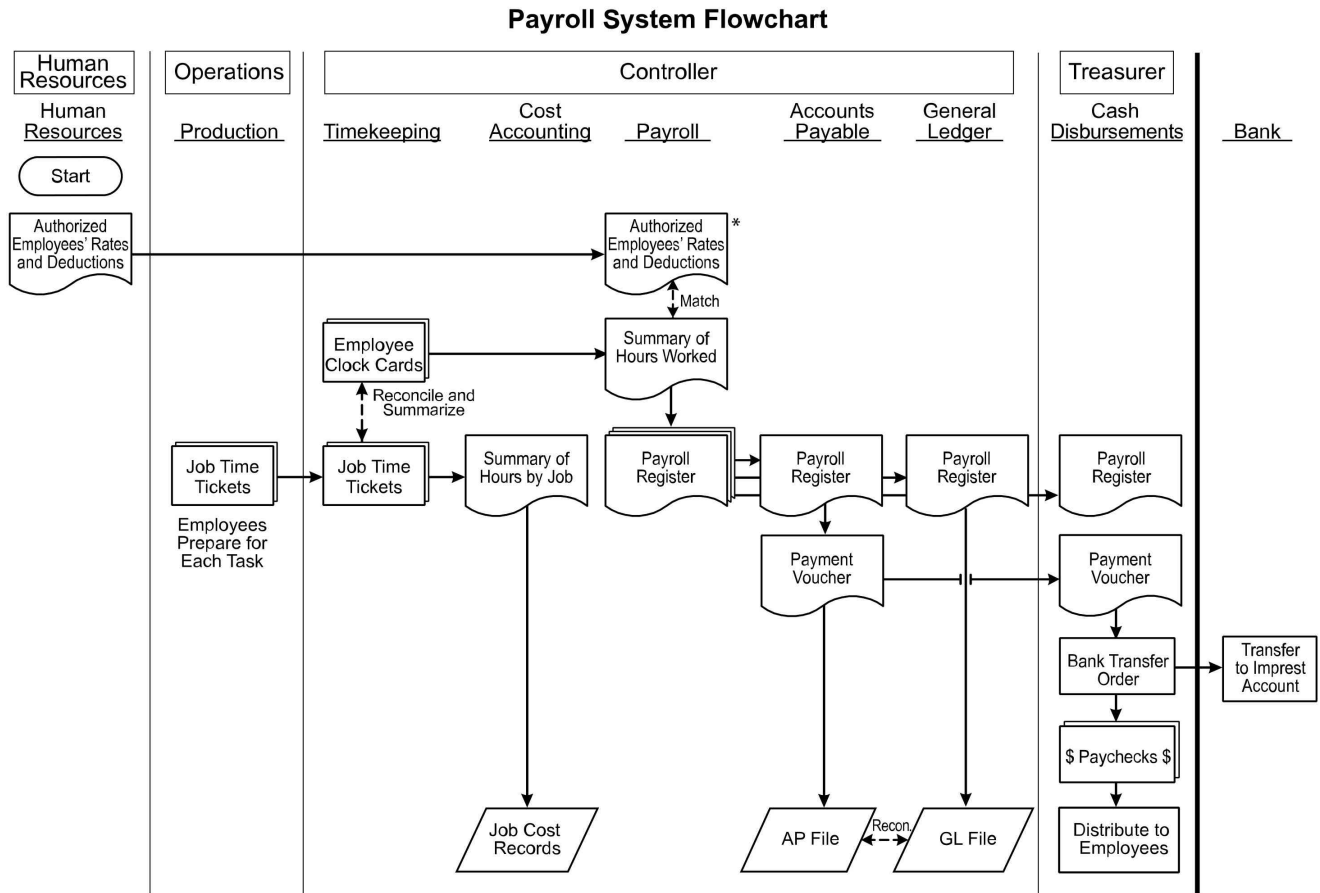 Payroll System Flowchart
Human
Resources
Operations
Controller
Treasurer
Human
Resources
Production
Timekeeping
Cost
Accounting
Payroll
Accounts
Payable
General
Ledger
Cash
Disbursements
Bank
Start
Authorized
Employees' Rates
and Deductions
Authorized
Employees' Rates
and Deductions
*
Match
Employee
Clock Cards
Summary of
Hours Worked
Reconcile and
Summarize
Job Time
Tickets
Job Time
Tickets
Summary of
Hours by Job
Payroll
Register
Payroll
Register
Payroll
Register
Payroll
Register
Employees
Prepare for
Each Task
Payment
Voucher
Payment
Voucher
Bank Transfer
Order
Transfer
to Imprest
Account
$ Paychecks $
Job Cost
Records
AP File
Recon.
GL File
Distribute to
Employees